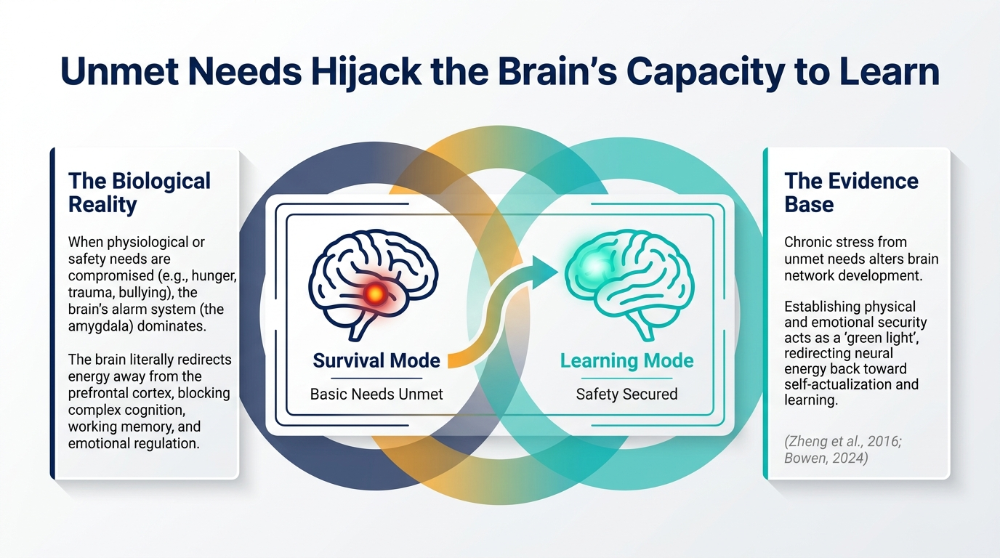 Unmet Needs Hijack the Brain’s Capacity to Learn
The Biological
Reality
When physiological or
safety needs are
compromised (e.g., hunger,
trauma, bullying), the
brain’s alarm system (the
amygdala) dominates.
The brain literally redirects
energy away from the
prefrontal cortex, blocking
complex cognition,
working memory, and
emotional regulation.
Survival Mode
Basic Needs Unmet
Learning Mode
Safety Secured
The Evidence
Base
Chronic stress from
unmet needs alters brain
network development.
Establishing physical
and emotional security
acts as a ‘green light’,
redirecting neural
energy back toward
self-actualization and
learning.
(Zheng et al., 2016;
Bowen, 2024)